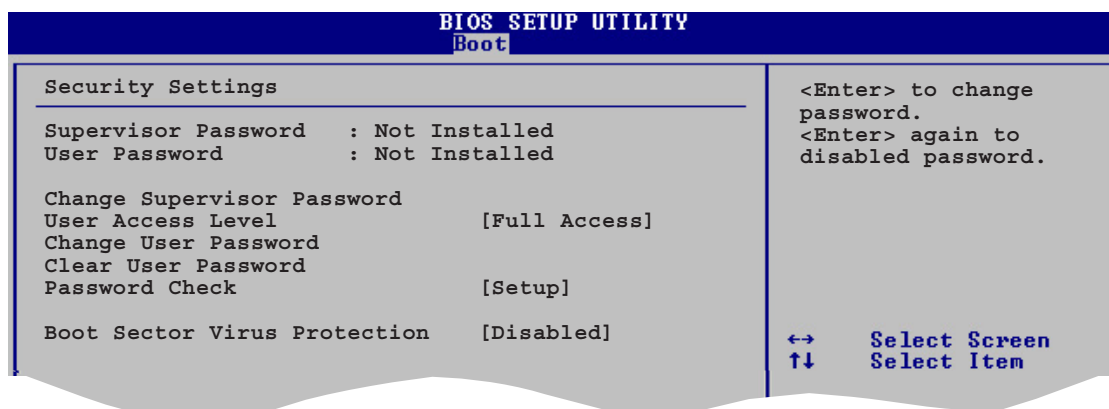 BIOS SETUP UTILITY
Boot
Security Settings
Supervisor Password : Not Installed
User Password : Not Installed
Change Supervisor Password
User Access Level [Full Access]
Change User Password
Clear User Password
Password Check [Setup]
Boot Sector Virus Protection [Disabled]
<Enter> to change
password.
<Enter> again to
disabled password.
←→ Select Screen
↑↓ Select Item